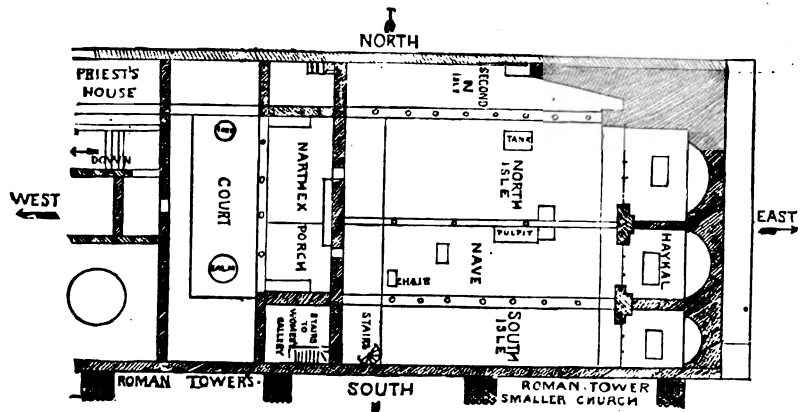 NORTH
PRIEST'S
HOUSE
SECOND
N
ISLE
DOWN
COURT
NARTHEX
PORCH
TANK
NORTH
ISLE
WEST
EAST
PULPIT
NAVE
HAYKAL
CHAIR
STAIRS
TO
WOMEN'S
GALLERY
STAIRS
SOUTH
ISLE
ROMAN TOWERS.
SOUTH
ROMAN. TOWER
SMALLER CHURCH